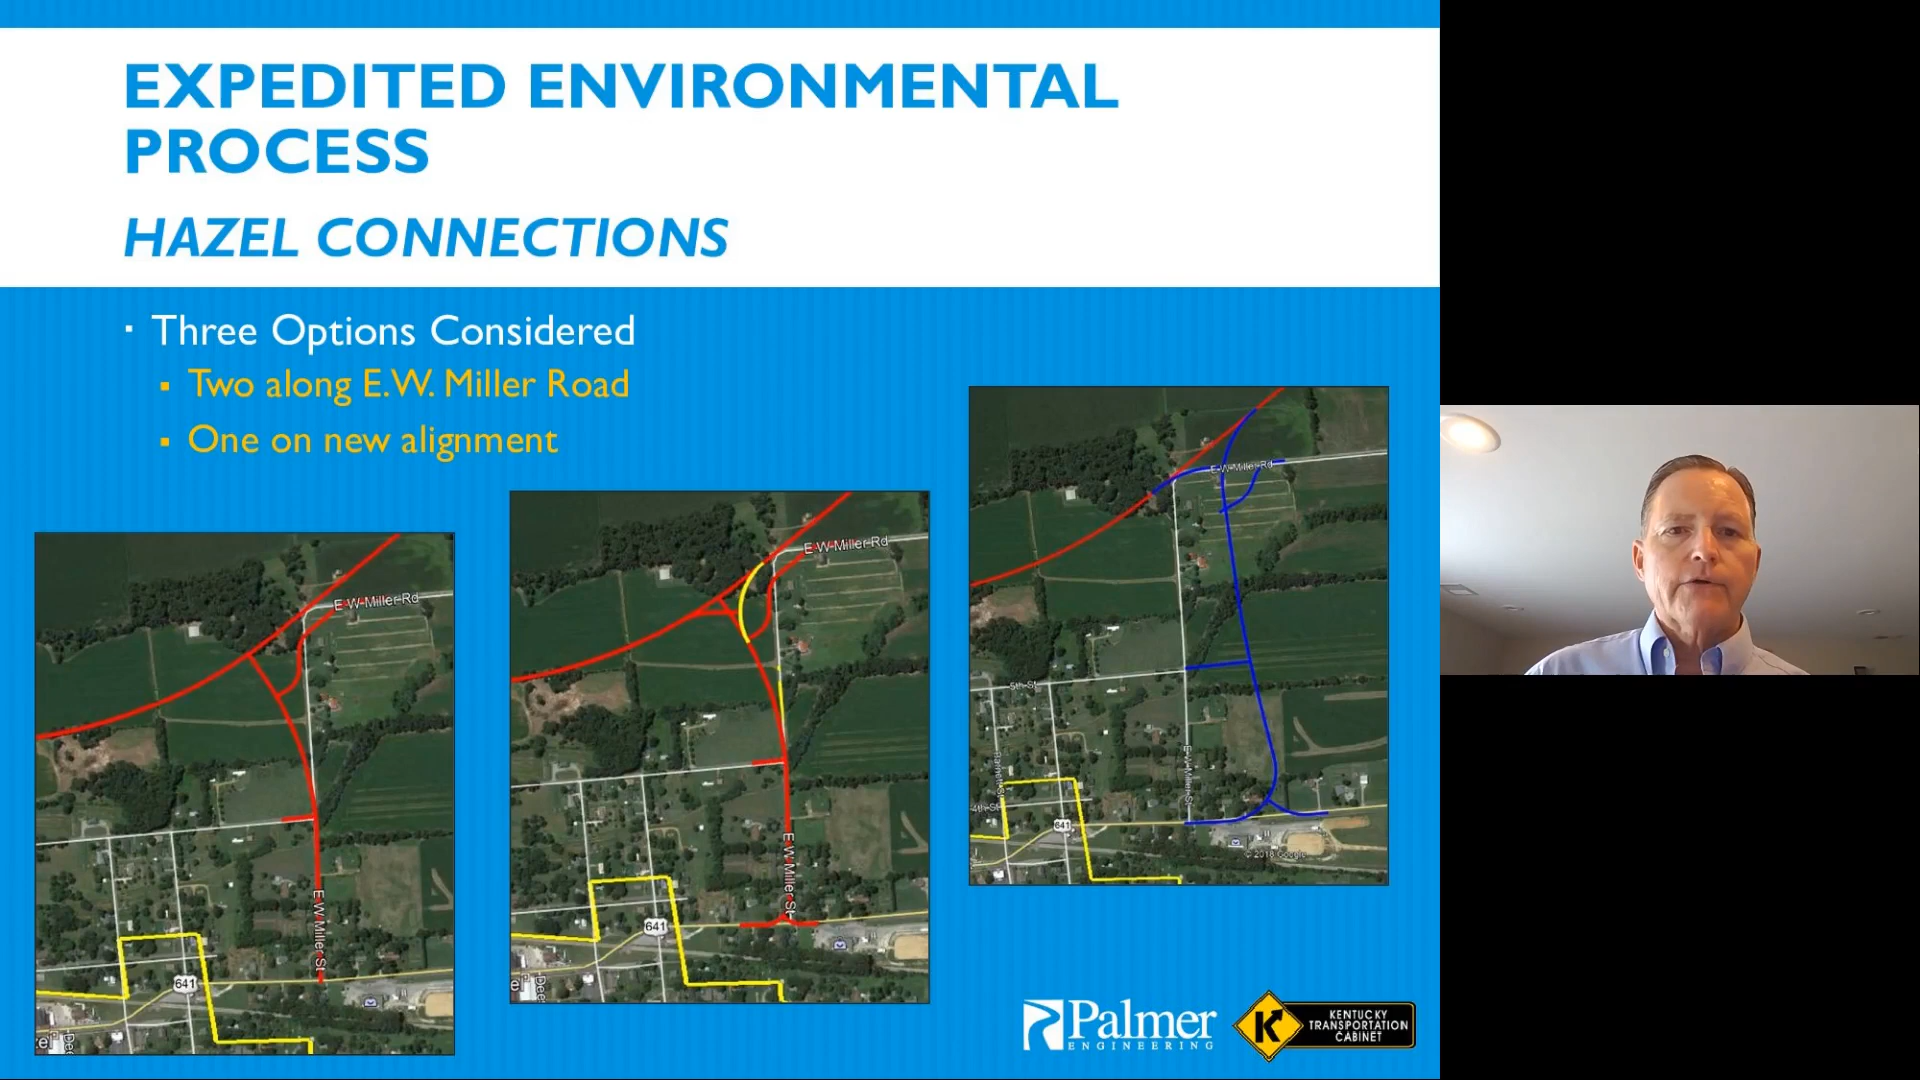 EXPEDITED ENVIRONMENTAL
PROCESS
HAZEL CONNECTIONS
Three Options Considered
Two along E.W. Miller Road
One on new alignment
E W Miller Rd
E W Miller St
641
E W Miller Rd
E W Miller St
641
E W Miller Rd
5th St
E W Miller St
4th St
641
© 2018 Google
Palmer
ENGINEERING
KENTUCKY
TRANSPORTATION
CABINET